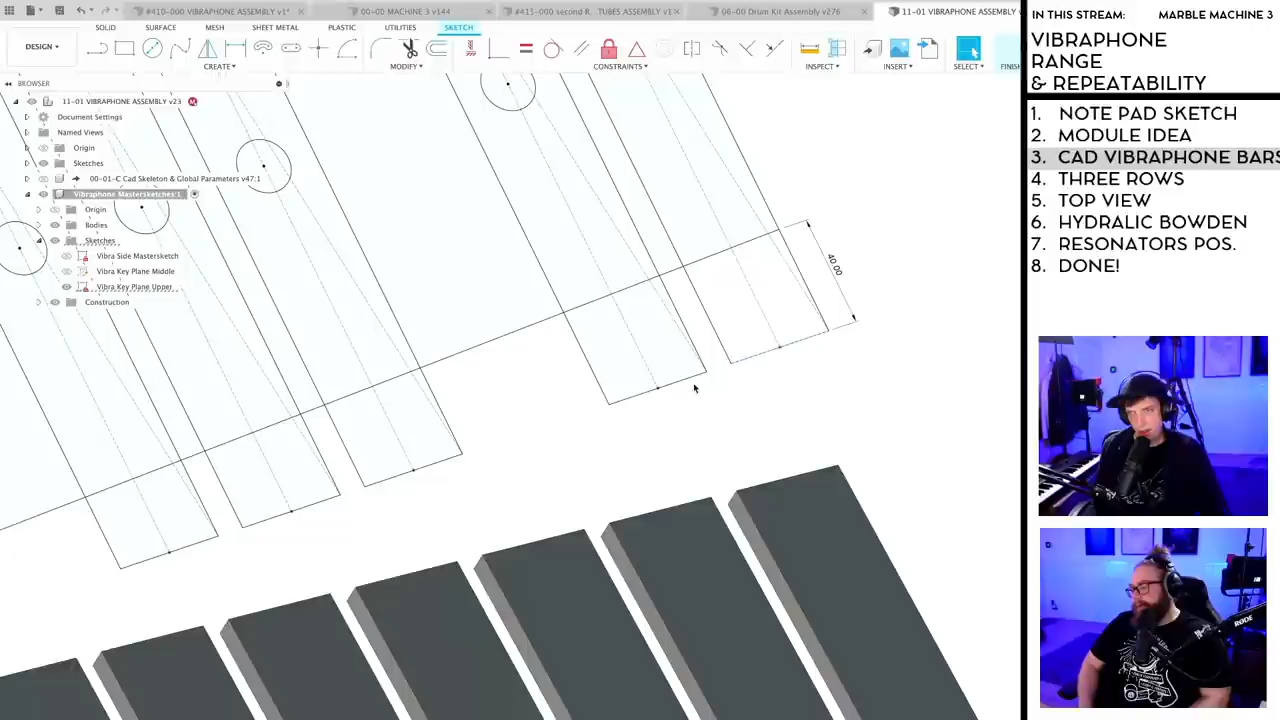 #410-000 VIBRAPHONE ASSEMBLY v1*
00-0D MACHINE 3 v144
#415-000 second R...TUBES ASSEMBLY v1
06-00 Drum Kit Assembly v276
11-01 VIBRAPHONE ASSEMBLY
SOLID
SURFACE
MESH
SHEET METAL
PLASTIC
UTILITIES
SKETCH
DESIGN
CREATE
MODIFY
CONSTRAINTS
INSPECT
INSERT
SELECT
FINIS
BROWSER
11-01 VIBRAPHONE ASSEMBLY v23
Document Settings
Named Views
Origin
Sketches
00-01-C Cad Skeleton & Global Parameters v47:1
Vibraphone Mastersketches:1
Origin
Bodies
Sketches
Vibra Side Mastersketch
Vibra Key Plane Middle
Vibra Key Plane Upper
Construction
40.00
IN THIS STREAM: MARBLE MACHINE 3
VIBRAPHONE
RANGE
& REPEATABILITY
1. NOTE PAD SKETCH
2. MODULE IDEA
3. CAD VIBRAPHONE BARS
4. THREE ROWS
5. TOP VIEW
6. HYDRALIC BOWDEN
7. RESONATORS POS.
8. DONE!
RØDE